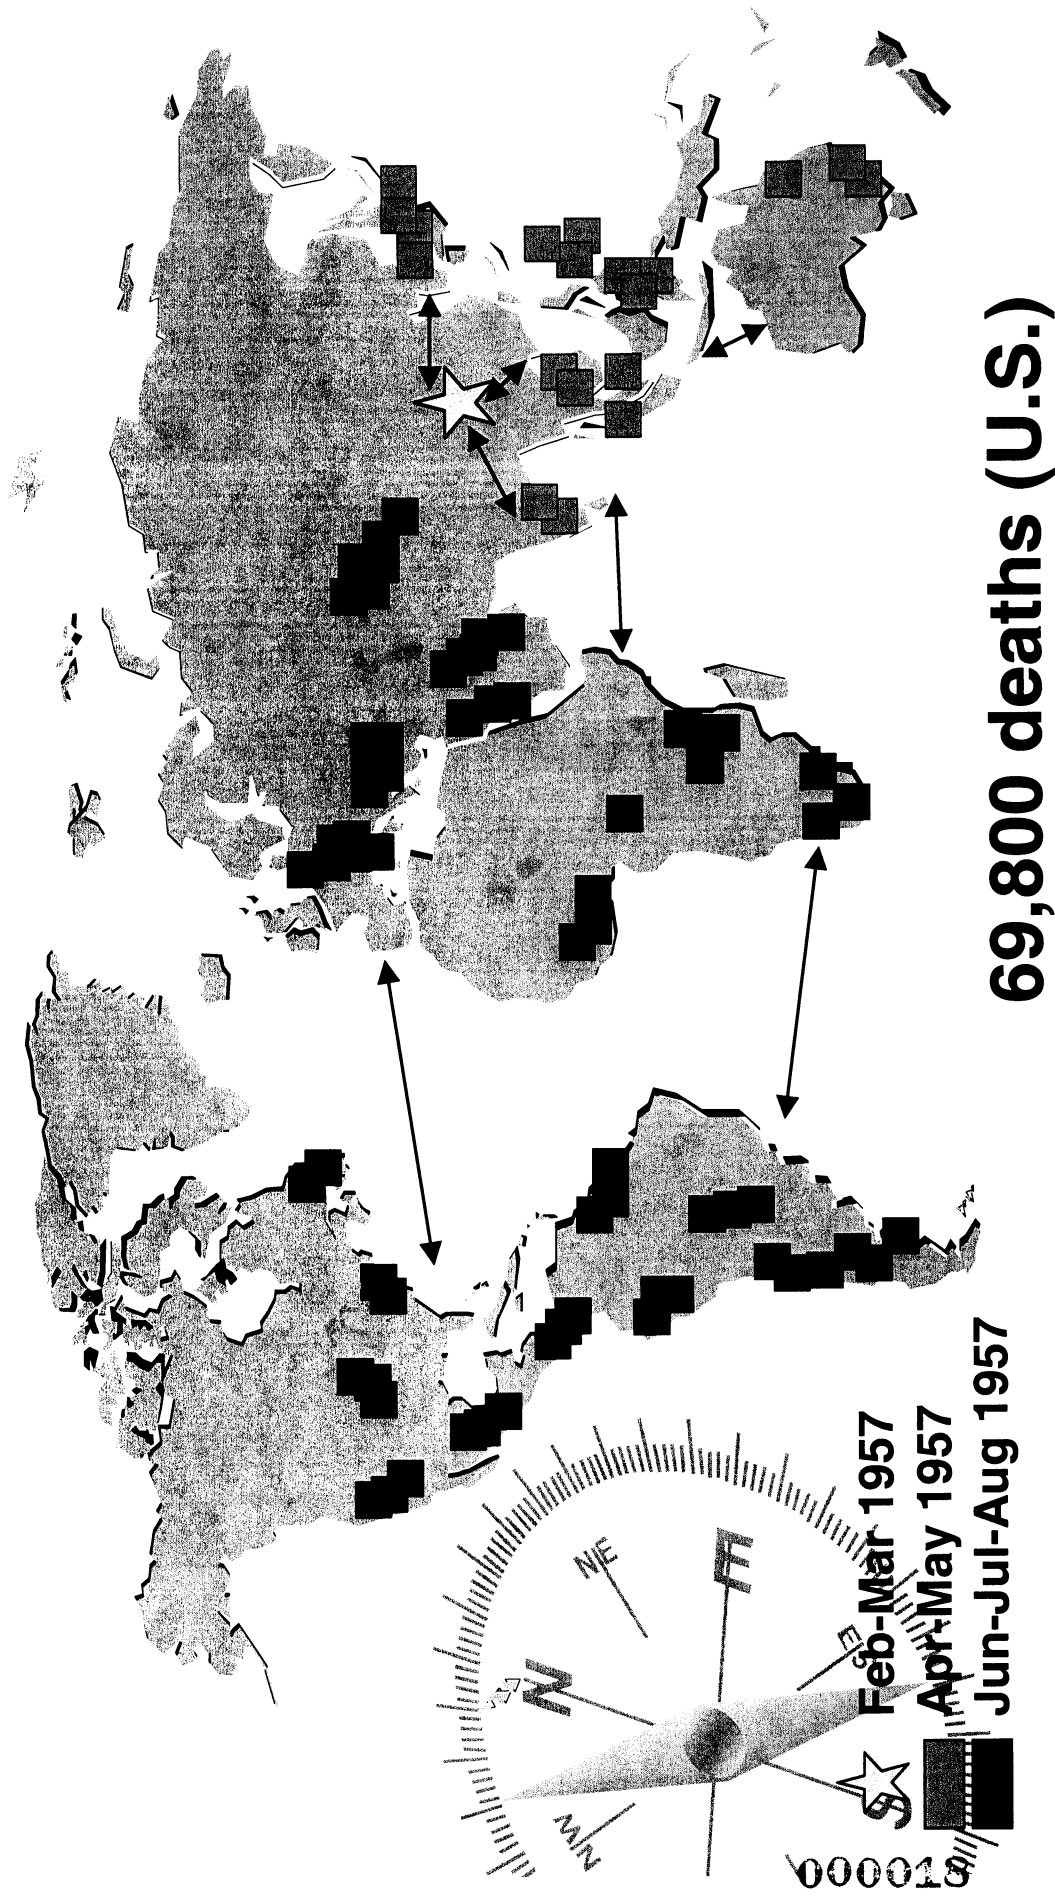 69,800 deaths (U.S.)
Feb-Mar 1957
Apr-May 1957
Jun-Jul-Aug 1957
NE
E
N
S
000018